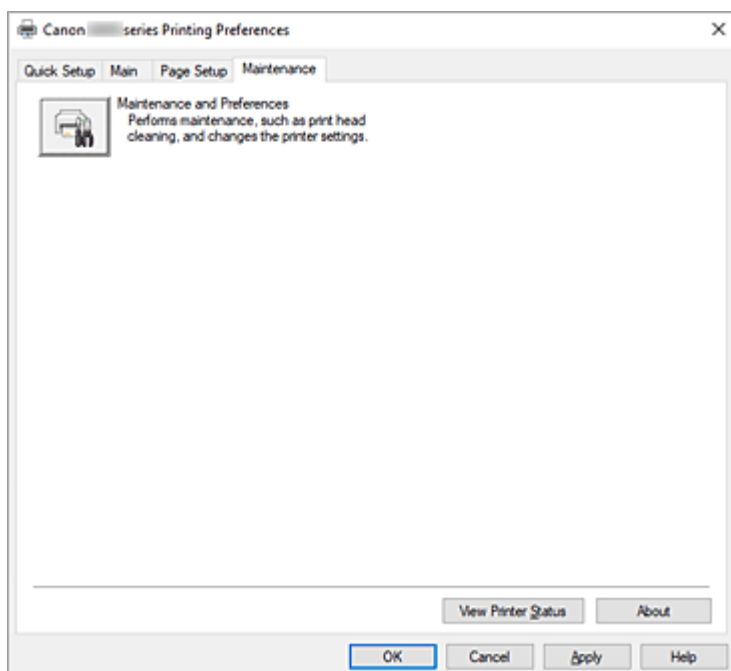 Canon series Printing Preferences
Quick Setup Main Page Setup Maintenance
Maintenance and Preferences
Performs maintenance, such as print head
cleaning, and changes the printer settings.
View Printer Status About
OK Cancel Apply Help